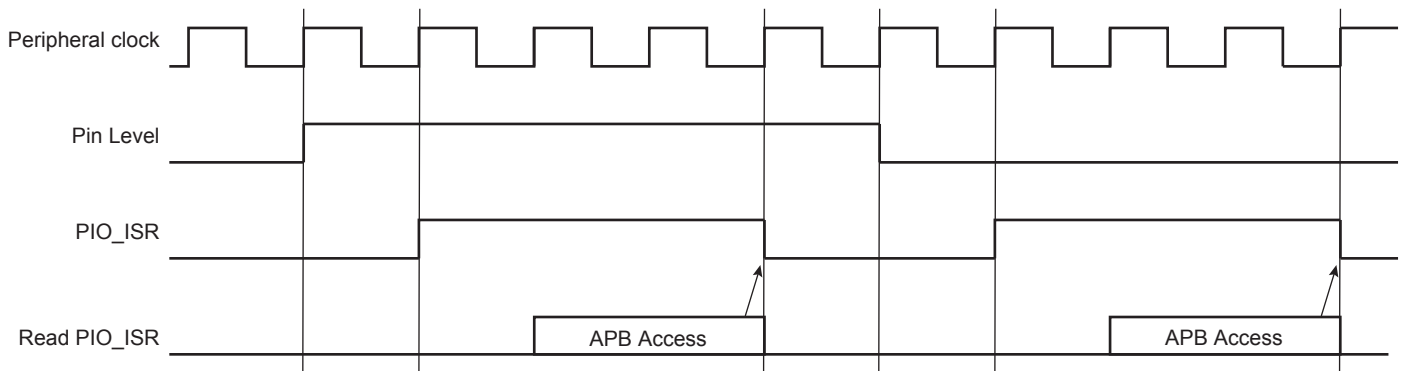 Peripheral clock
Pin Level
PIO_ISR
Read PIO_ISR
APB Access
APB Access